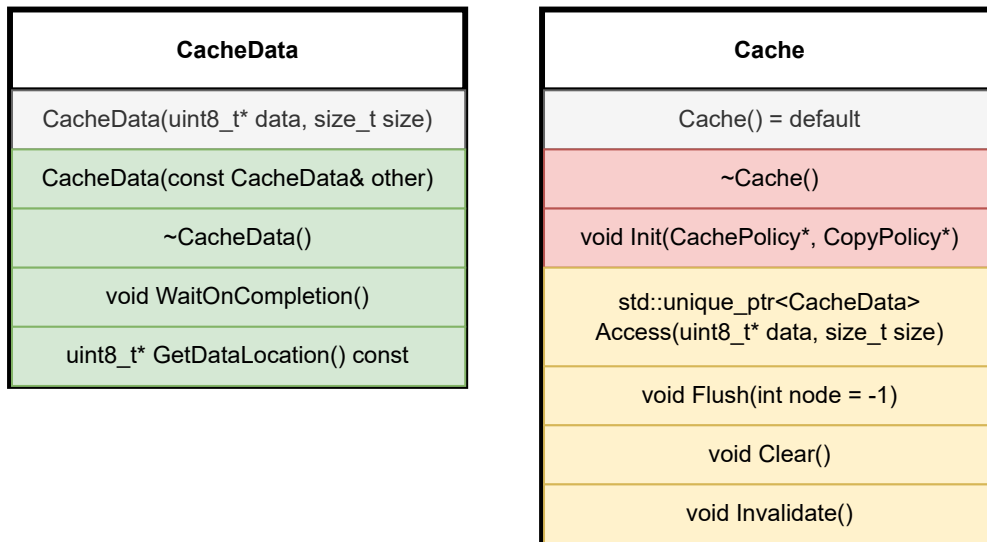 CacheData
CacheData(uint8_t* data, size_t size)
CacheData(const CacheData& other)
~CacheData()
void WaitOnCompletion()
uint8_t* GetDataLocation() const
Cache
Cache() = default
~Cache()
void Init(CachePolicy*, CopyPolicy*)
std::unique_ptr<CacheData>
Access(uint8_t* data, size_t size)
void Flush(int node = -1)
void Clear()
void Invalidate()